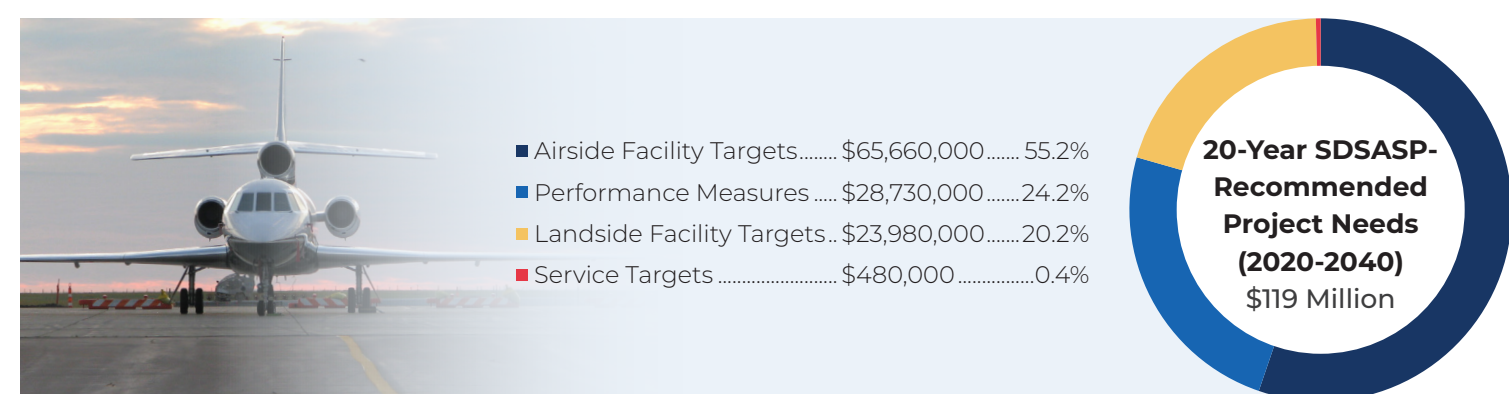 Airside Facility Targets........ $65,660,000....... 55.2%
Performance Measures ..... $28,730,000.......24.2%
Landside Facility Targets.. $23,980,000.......20.2%
Service Targets ......................... $480,000................0.4%
20-Year SDSASP-
Recommended
Project Needs
(2020-2040)
$119 Million